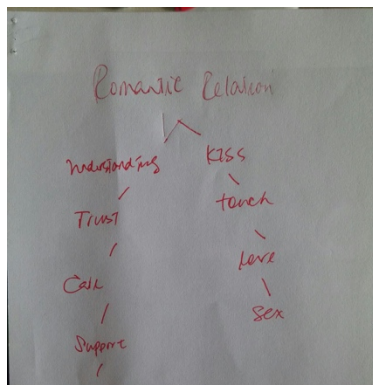 Romantic Relation
Understanding
Kiss
Trust
touch
Care
Love
Support
Sex